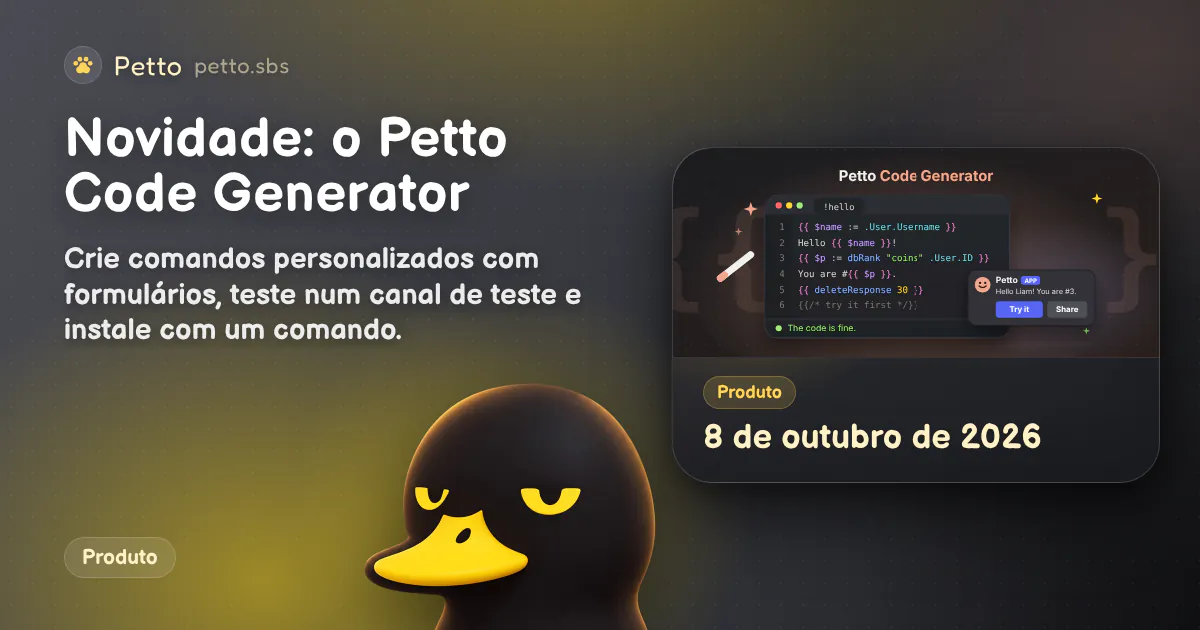 Petto petto.sbs
Novidade: o Petto
Code Generator
Crie comandos personalizados com
formulários, teste num canal de teste e
instale com um comando.
Produto
Petto Code Generator
!hello
1 {{ $name := .User.Username }}
2 Hello {{ $name }}!
3 {{ $p := dbRank "coins" .User.ID }}
4 You are #{{ $p }}.
5 {{ deleteResponse 30 }}
6 {{/* try it first */}}
The code is fine.
Petto APP
Hello Liam! You are #3.
Try it Share
Produto
8 de outubro de 2026